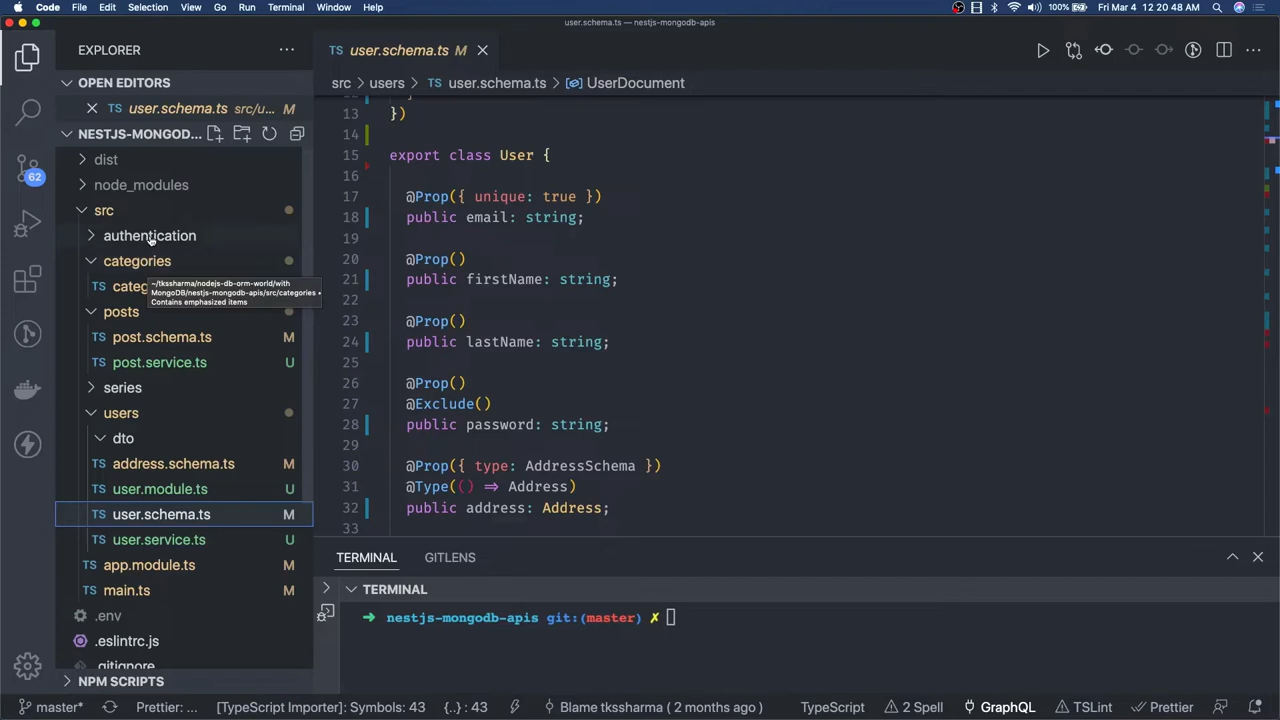 Code File Edit Selection View Go Run Terminal Window Help 100% Fri Mar 4 12 20 48 AM
user.schema.ts — nestjs-mongodb-apis
EXPLORER
TS user.schema.ts M
OPEN EDITORS
TS user.schema.ts src/u... M
NESTJS-MONGOD...
dist
node_modules
src
authentication
categories
TS categ
~/tkssharma/nodejs-db-orm-world/with
MongoDB/nestjs-mongodb-apis/src/categories •
Contains emphasized items
posts
TS post.schema.ts M
TS post.service.ts U
series
users
dto
TS address.schema.ts M
TS user.module.ts U
TS user.schema.ts M
TS user.service.ts U
TS app.module.ts M
TS main.ts M
.env
.eslintrc.js
.gitignore
NPM SCRIPTS
62
src > users > TS user.schema.ts > UserDocument
13 })
14
15 export class User {
16
17 @Prop({ unique: true })
18 public email: string;
19
20 @Prop()
21 public firstName: string;
22
23 @Prop()
24 public lastName: string;
25
26 @Prop()
27 @Exclude()
28 public password: string;
29
30 @Prop({ type: AddressSchema })
31 @Type(() ⇒ Address)
32 public address: Address;
33
TERMINAL GITLENS
TERMINAL
➜ nestjs-mongodb-apis git:(master) ✗
master* Prettier: ... [TypeScript Importer]: Symbols: 43 {..} : 43 Blame tkssharma ( 2 months ago ) TypeScript 2 Spell GraphQL TSLint Prettier